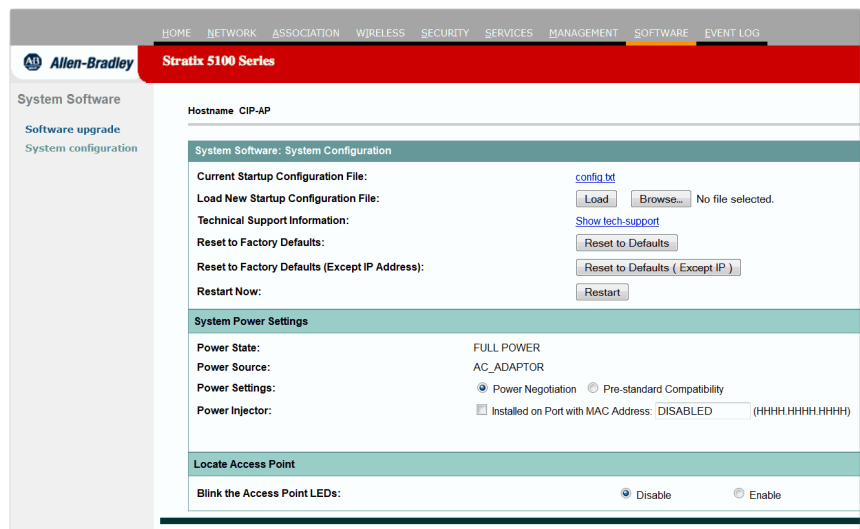 HOME NETWORK ASSOCIATION WIRELESS SECURITY SERVICES MANAGEMENT SOFTWARE EVENT LOG
AB Allen-Bradley Stratix 5100 Series
System Software
Software upgrade
System configuration
Hostname CIP-AP
System Software: System Configuration
Current Startup Configuration File: config.txt
Load New Startup Configuration File: Load Browse... No file selected.
Technical Support Information: Show tech-support
Reset to Factory Defaults: Reset to Defaults
Reset to Factory Defaults (Except IP Address): Reset to Defaults ( Except IP )
Restart Now: Restart
System Power Settings
Power State: FULL POWER
Power Source: AC_ADAPTOR
Power Settings: Power Negotiation Pre-standard Compatibility
Power Injector: Installed on Port with MAC Address: DISABLED (HHHH.HHHH.HHHH)
Locate Access Point
Blink the Access Point LEDs: Disable Enable